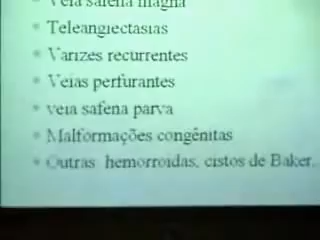 Veia safena magna
Teleangiectasias
Varizes recurrentes
Veias perfurantes
veia safena parva
Malformações congênitas
Outras hemorroidas, cistos de Baker.